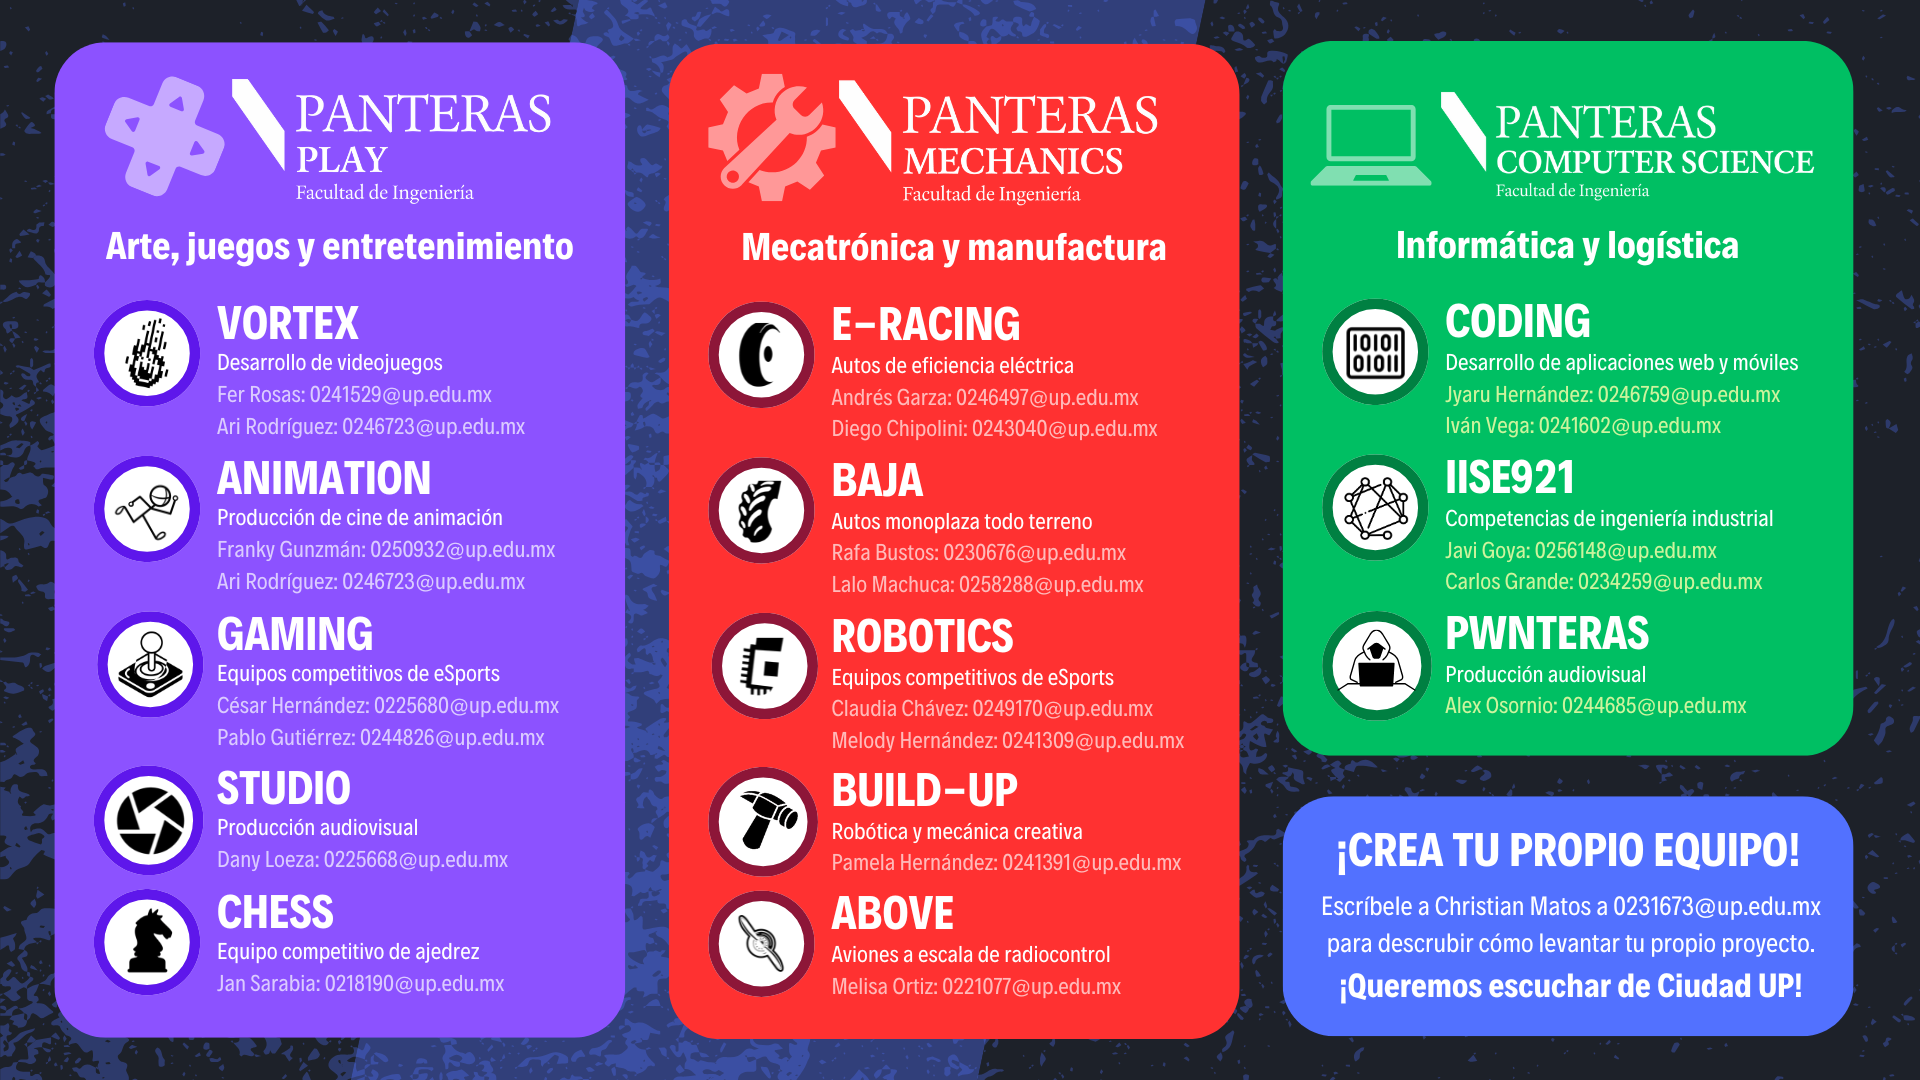 PANTERAS
PLAY
Facultad de Ingeniería
Arte, juegos y entretenimiento
VORTEX
Desarrollo de videojuegos
Fer Rosas: 0241529@up.edu.mx
Ari Rodríguez: 0246723@up.edu.mx
ANIMATION
Producción de cine de animación
Franky Gunzmán: 0250932@up.edu.mx
Ari Rodríguez: 0246723@up.edu.mx
GAMING
Equipos competitivos de eSports
César Hernández: 0225680@up.edu.mx
Pablo Gutiérrez: 0244826@up.edu.mx
STUDIO
Producción audiovisual
Dany Loeza: 0225668@up.edu.mx
CHESS
Equipo competitivo de ajedrez
Jan Sarabia: 0218190@up.edu.mx
PANTERAS
MECHANICS
Facultad de Ingeniería
Mecatrónica y manufactura
E–RACING
Autos de eficiencia eléctrica
Andrés Garza: 0246497@up.edu.mx
Diego Chipolini: 0243040@up.edu.mx
BAJA
Autos monoplaza todo terreno
Rafa Bustos: 0230676@up.edu.mx
Lalo Machuca: 0258288@up.edu.mx
ROBOTICS
Equipos competitivos de eSports
Claudia Chávez: 0249170@up.edu.mx
Melody Hernández: 0241309@up.edu.mx
BUILD–UP
Robótica y mecánica creativa
Pamela Hernández: 0241391@up.edu.mx
ABOVE
Aviones a escala de radiocontrol
Melisa Ortiz: 0221077@up.edu.mx
PANTERAS
COMPUTER SCIENCE
Facultad de Ingeniería
Informática y logística
10101
01011
CODING
Desarrollo de aplicaciones web y móviles
Jyaru Hernández: 0246759@up.edu.mx
Iván Vega: 0241602@up.edu.mx
IISE921
Competencias de ingeniería industrial
Javi Goya: 0256148@up.edu.mx
Carlos Grande: 0234259@up.edu.mx
PWNTERAS
Producción audiovisual
Alex Osornio: 0244685@up.edu.mx
¡CREA TU PROPIO EQUIPO!
Escríbele a Christian Matos a 0231673@up.edu.mx
para descrubir cómo levantar tu propio proyecto.
¡Queremos escuchar de Ciudad UP!